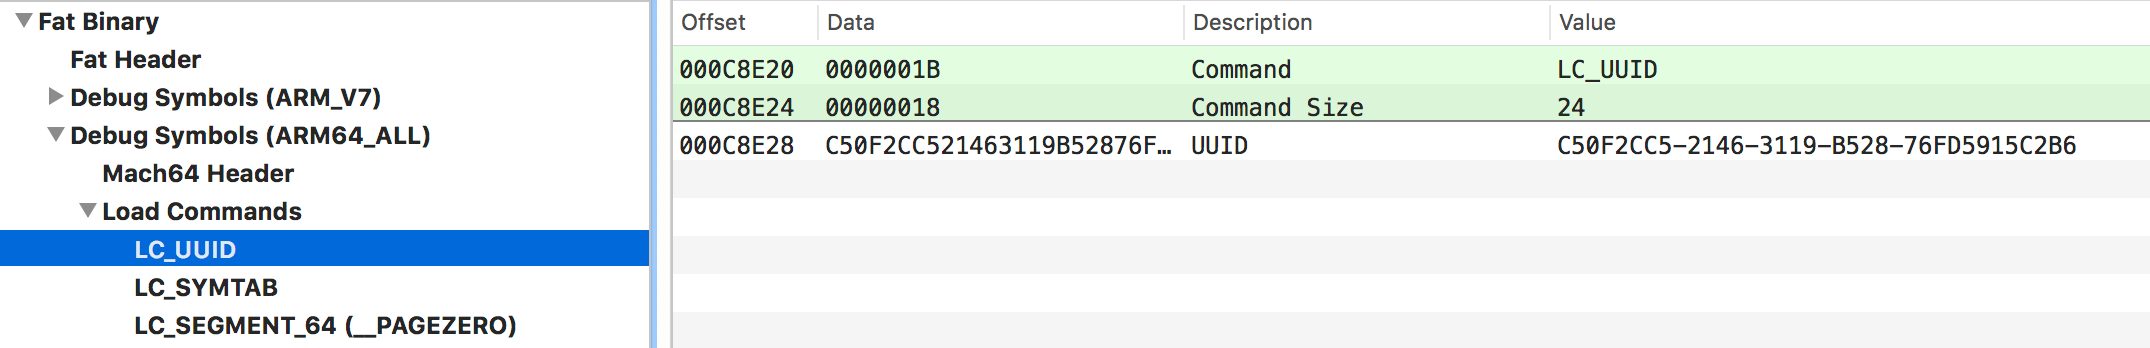 Fat Binary
Fat Header
Debug Symbols (ARM_V7)
Debug Symbols (ARM64_ALL)
Mach64 Header
Load Commands
LC_UUID
LC_SYMTAB
LC_SEGMENT_64 (__PAGEZERO)
Offset Data Description Value
000C8E20 0000001B Command LC_UUID
000C8E24 00000018 Command Size 24
000C8E28 C50F2CC521463119B52876F… UUID C50F2CC5-2146-3119-B528-76FD5915C2B6